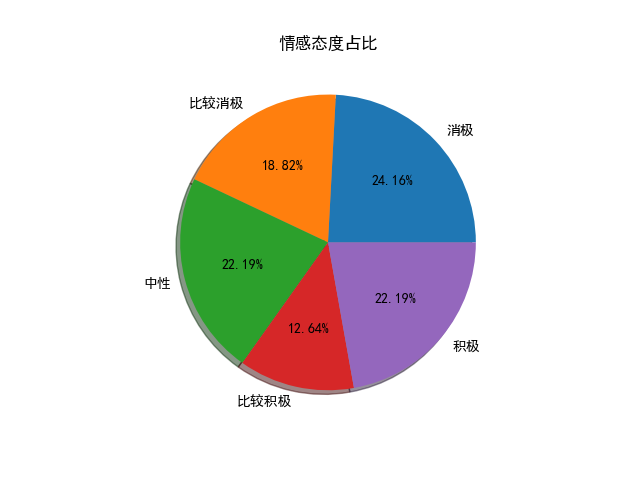 情感态度占比
比较消极
消极
18.82%
24.16%
22.19%
中性
22.19%
12.64%
积极
比较积极